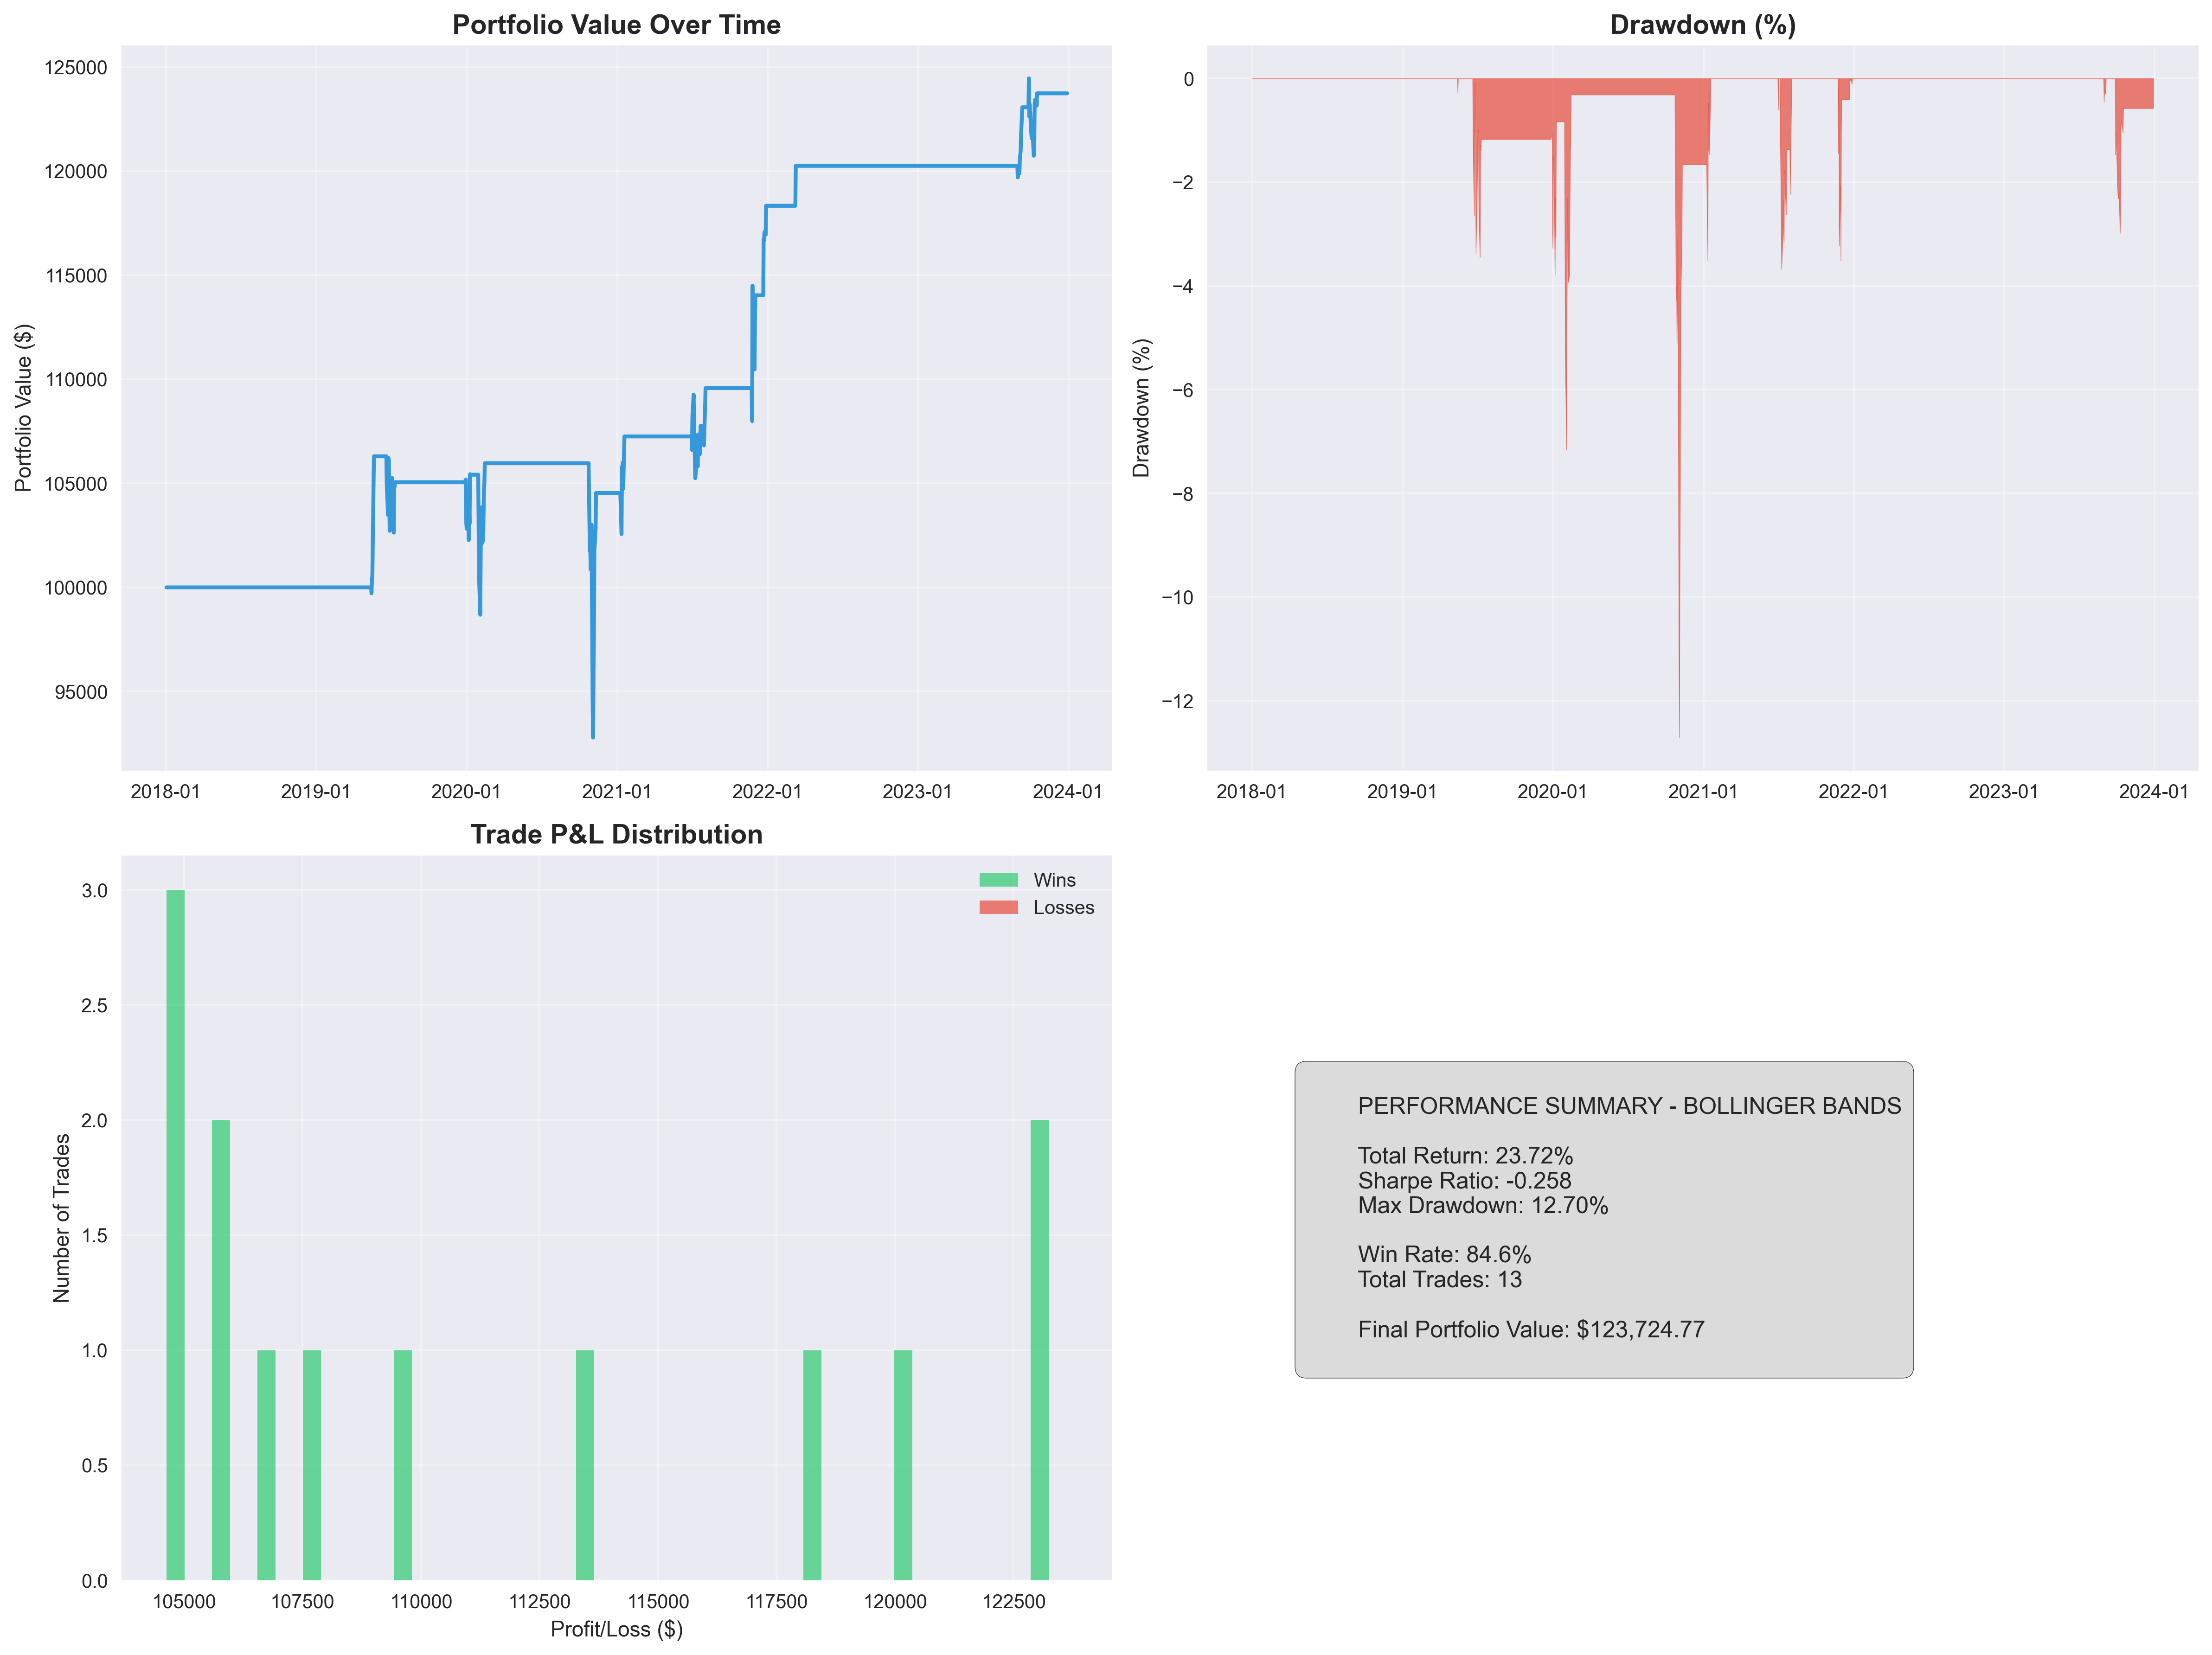 Portfolio Value Over Time
Portfolio Value ($)
125000
120000
115000
110000
105000
100000
95000
2018-01 2019-01 2020-01 2021-01 2022-01 2023-01 2024-01
Drawdown (%)
Drawdown (%)
0
−2
−4
−6
−8
−10
−12
2018-01 2019-01 2020-01 2021-01 2022-01 2023-01 2024-01
Trade P&L Distribution
Number of Trades
3.0
2.5
2.0
1.5
1.0
0.5
0.0
Wins
Losses
105000 107500 110000 112500 115000 117500 120000 122500
Profit/Loss ($)
PERFORMANCE SUMMARY - BOLLINGER BANDS
Total Return: 23.72%
Sharpe Ratio: -0.258
Max Drawdown: 12.70%
Win Rate: 84.6%
Total Trades: 13
Final Portfolio Value: $123,724.77